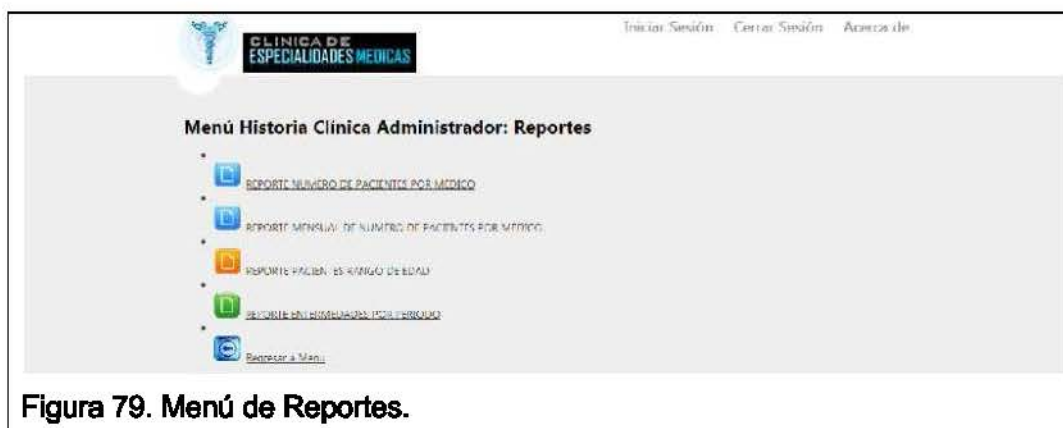 CLINICA DE
ESPECIALIDADES MEDICAS
Iniciar Sesión Cerrar Sesión Acerca de
Menú Historia Clínica Administrador: Reportes
REPORTE NUMERO DE PACIENTES POR MEDICO
REPORTE MENSUAL DE NUMERO DE PACIENTES POR MEDICO
REPORTE PACIENTES RANGO DE EDAD
REPORTE ENFERMEDADES POR PERIODO
Regresar a Menu
Figura 79. Menú de Reportes.